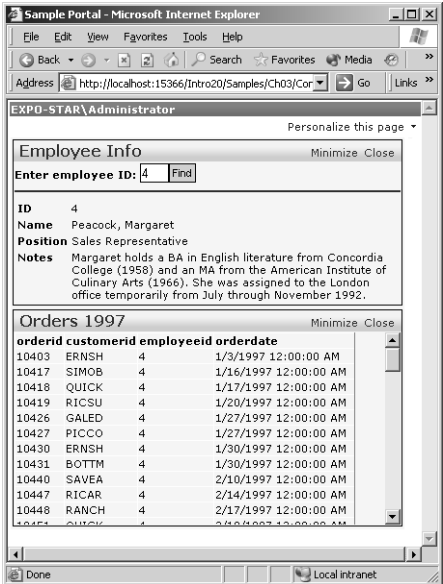 Sample Portal - Microsoft Internet Explorer
File Edit View Favorites Tools Help
Back Search Favorites Media »
Address http://localhost:15366/Intro20/Samples/Ch03/Cor Go Links »
EXPO-STAR\Administrator
Personalize this page
Employee Info Minimize Close
Enter employee ID: 4 Find
ID 4
Name Peacock, Margaret
Position Sales Representative
Notes Margaret holds a BA in English literature from Concordia
College (1958) and an MA from the American Institute of
Culinary Arts (1966). She was assigned to the London
office temporarily from July through November 1992.
Orders 1997 Minimize Close
orderid customerid employeeid orderdate
10403 ERNSH 4 1/3/1997 12:00:00 AM
10417 SIMOB 4 1/16/1997 12:00:00 AM
10418 QUICK 4 1/17/1997 12:00:00 AM
10419 RICSU 4 1/20/1997 12:00:00 AM
10426 GALED 4 1/27/1997 12:00:00 AM
10427 PICCO 4 1/27/1997 12:00:00 AM
10430 ERNSH 4 1/30/1997 12:00:00 AM
10431 BOTTM 4 1/30/1997 12:00:00 AM
10440 SAVEA 4 2/10/1997 12:00:00 AM
10447 RICAR 4 2/14/1997 12:00:00 AM
10448 RANCH 4 2/17/1997 12:00:00 AM
Done Local intranet